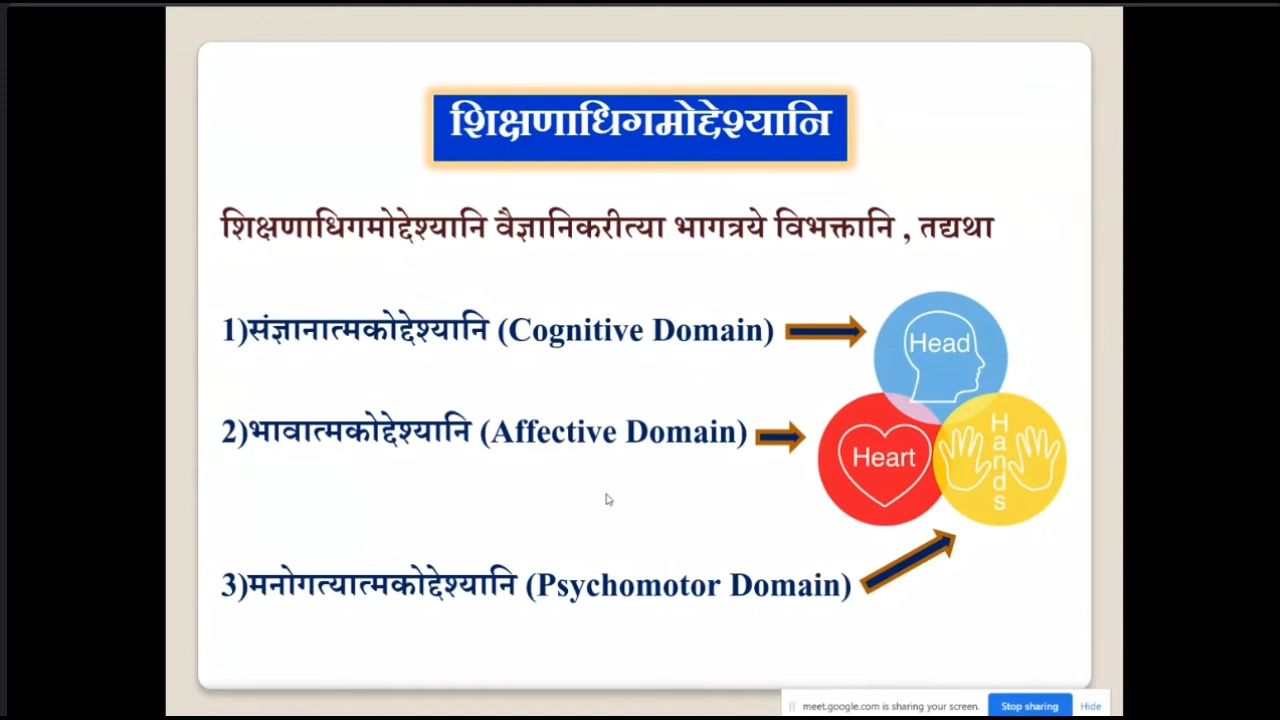 शिक्षणाधिगमोद्देश्यानि
शिक्षणाधिगमोद्देश्यानि वैज्ञानिकरीत्या भागत्रये विभक्तानि , तद्यथा
1)संज्ञानात्मकोद्देश्यानि (Cognitive Domain)
Head
2)भावात्मकोद्देश्यानि (Affective Domain)
Heart
Hands
3)मनोगत्यात्मकोद्देश्यानि (Psychomotor Domain)
meet.google.com is sharing your screen. Stop sharing Hide